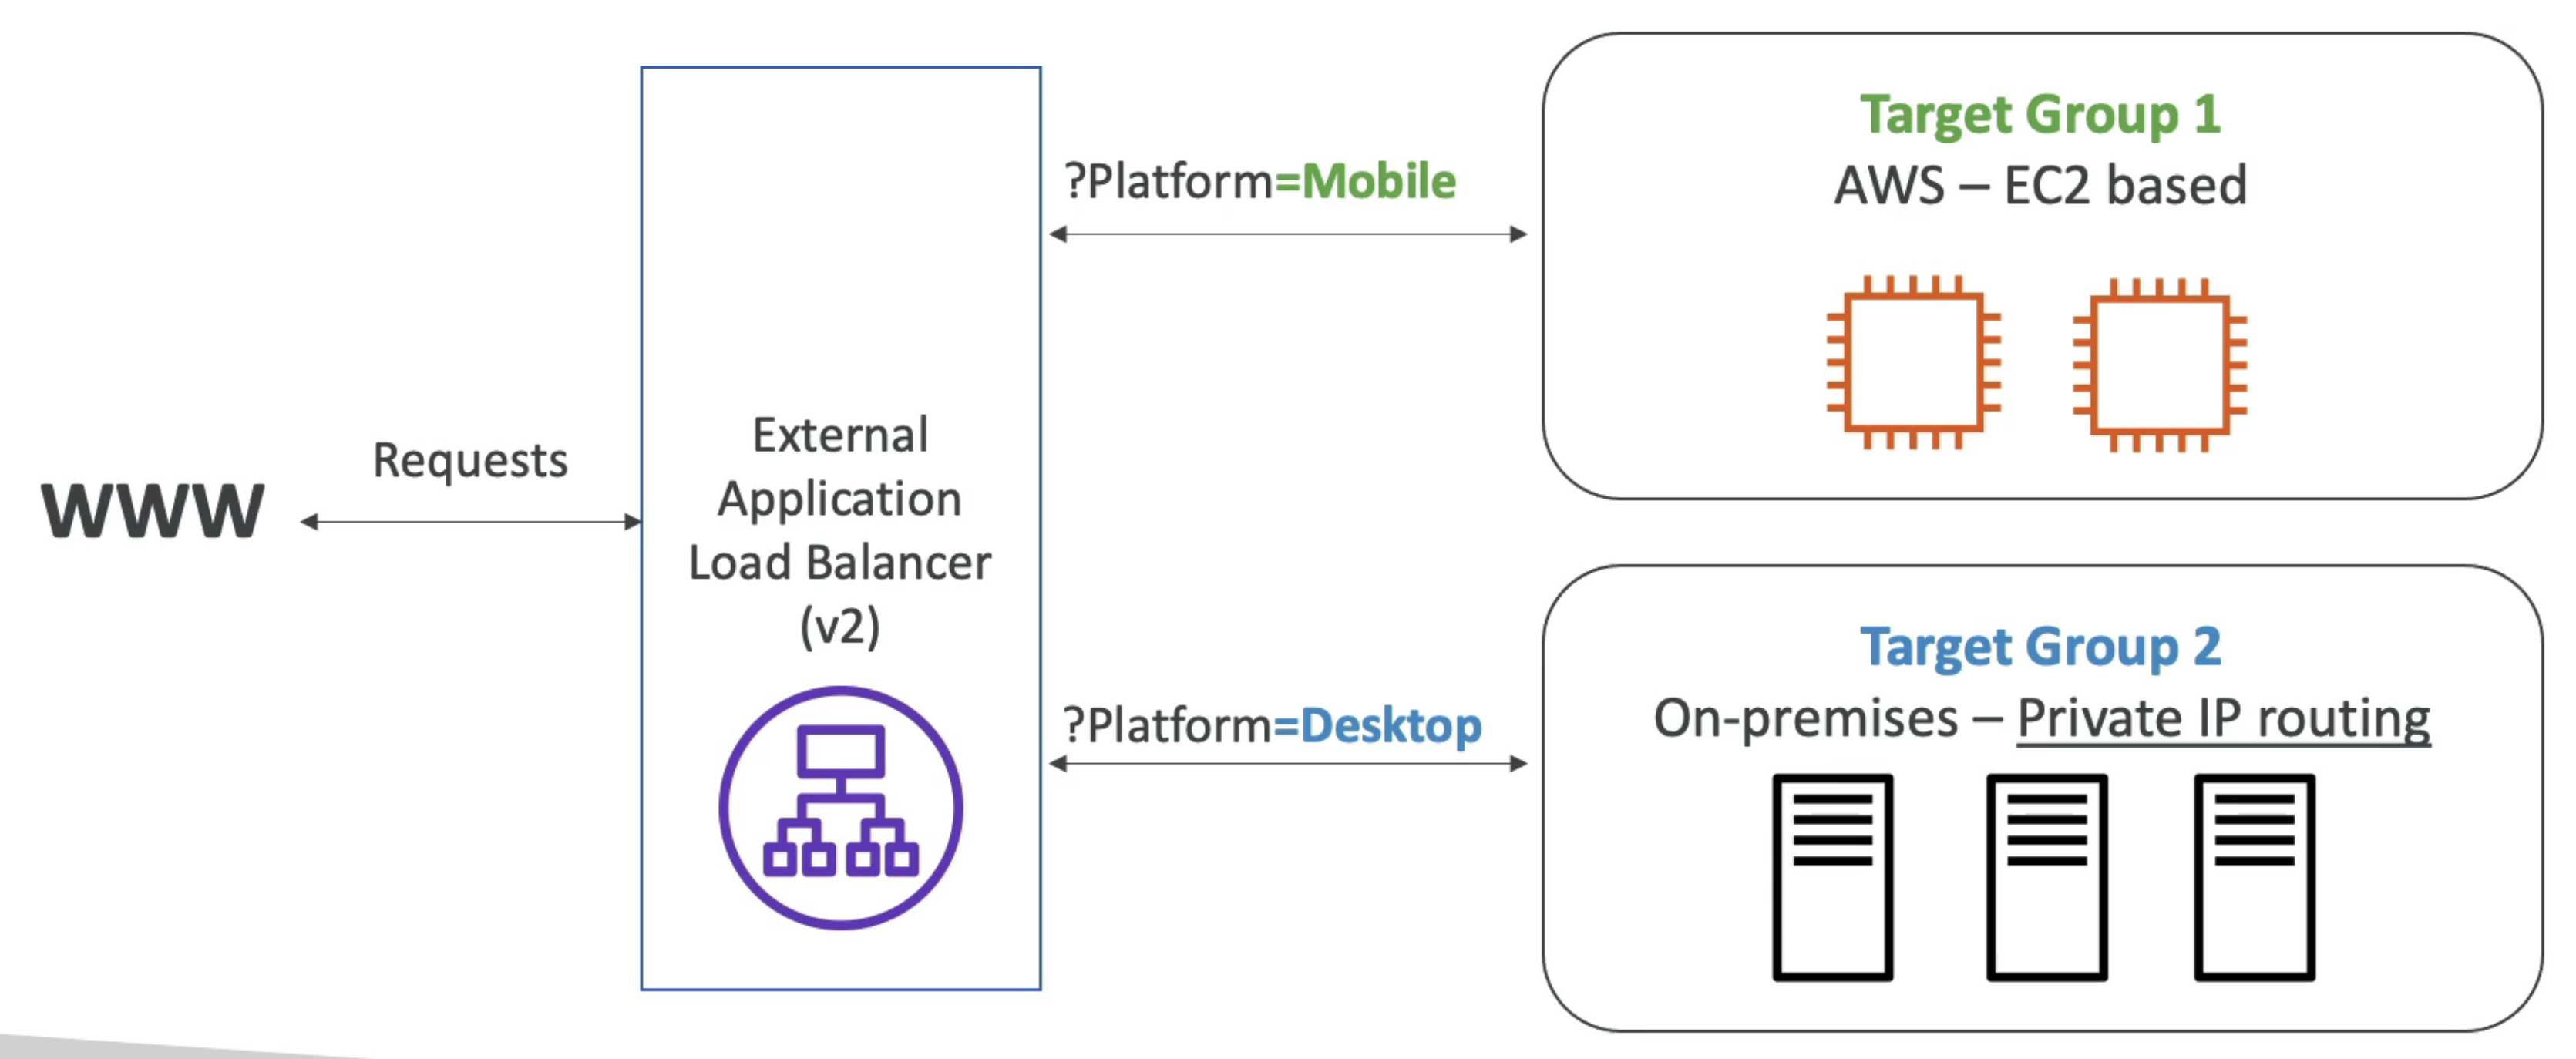 WWW
Requests
External
Application
Load Balancer
(v2)
?Platform=Mobile
?Platform=Desktop
Target Group 1
AWS – EC2 based
Target Group 2
On-premises – Private IP routing